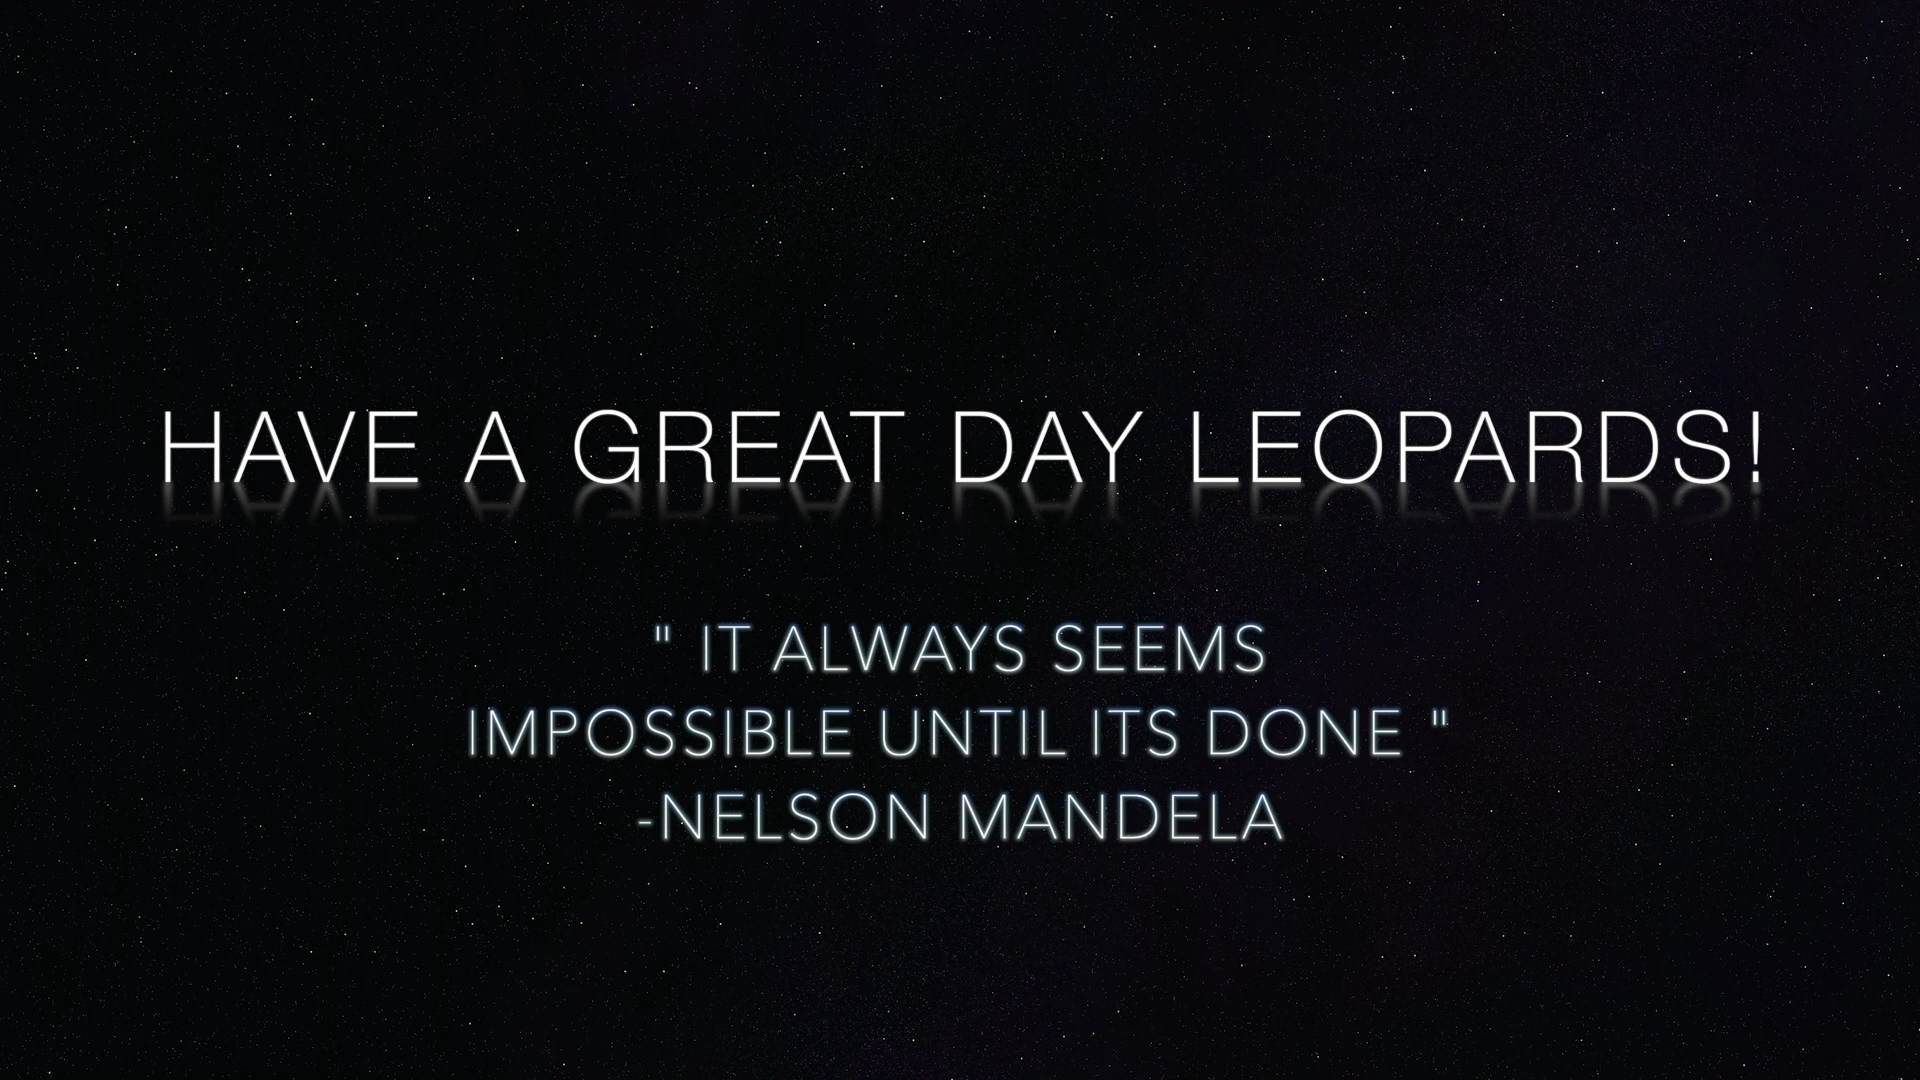 HAVE A GREAT DAY LEOPARDS!
" IT ALWAYS SEEMS
IMPOSSIBLE UNTIL ITS DONE "
-NELSON MANDELA